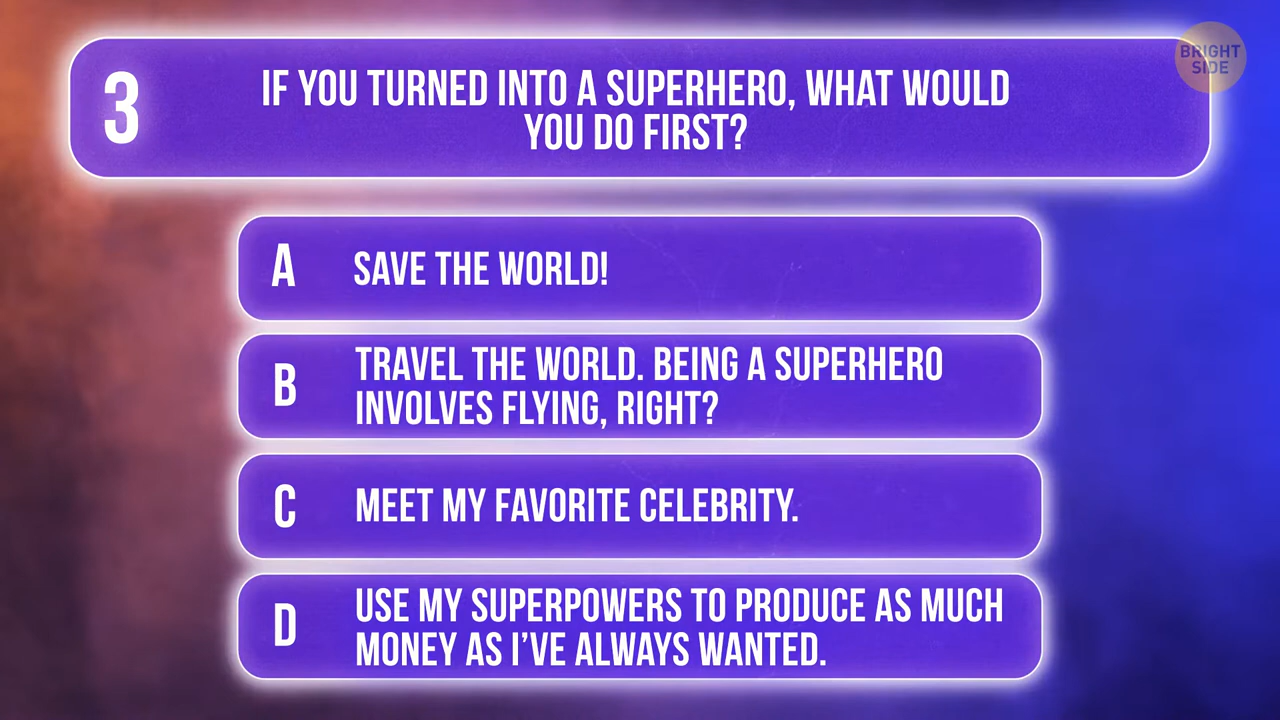 BRIGHT
SIDE
3
IF YOU TURNED INTO A SUPERHERO, WHAT WOULD
YOU DO FIRST?
A
SAVE THE WORLD!
B
TRAVEL THE WORLD. BEING A SUPERHERO
INVOLVES FLYING, RIGHT?
C
MEET MY FAVORITE CELEBRITY.
D
USE MY SUPERPOWERS TO PRODUCE AS MUCH
MONEY AS I'VE ALWAYS WANTED.